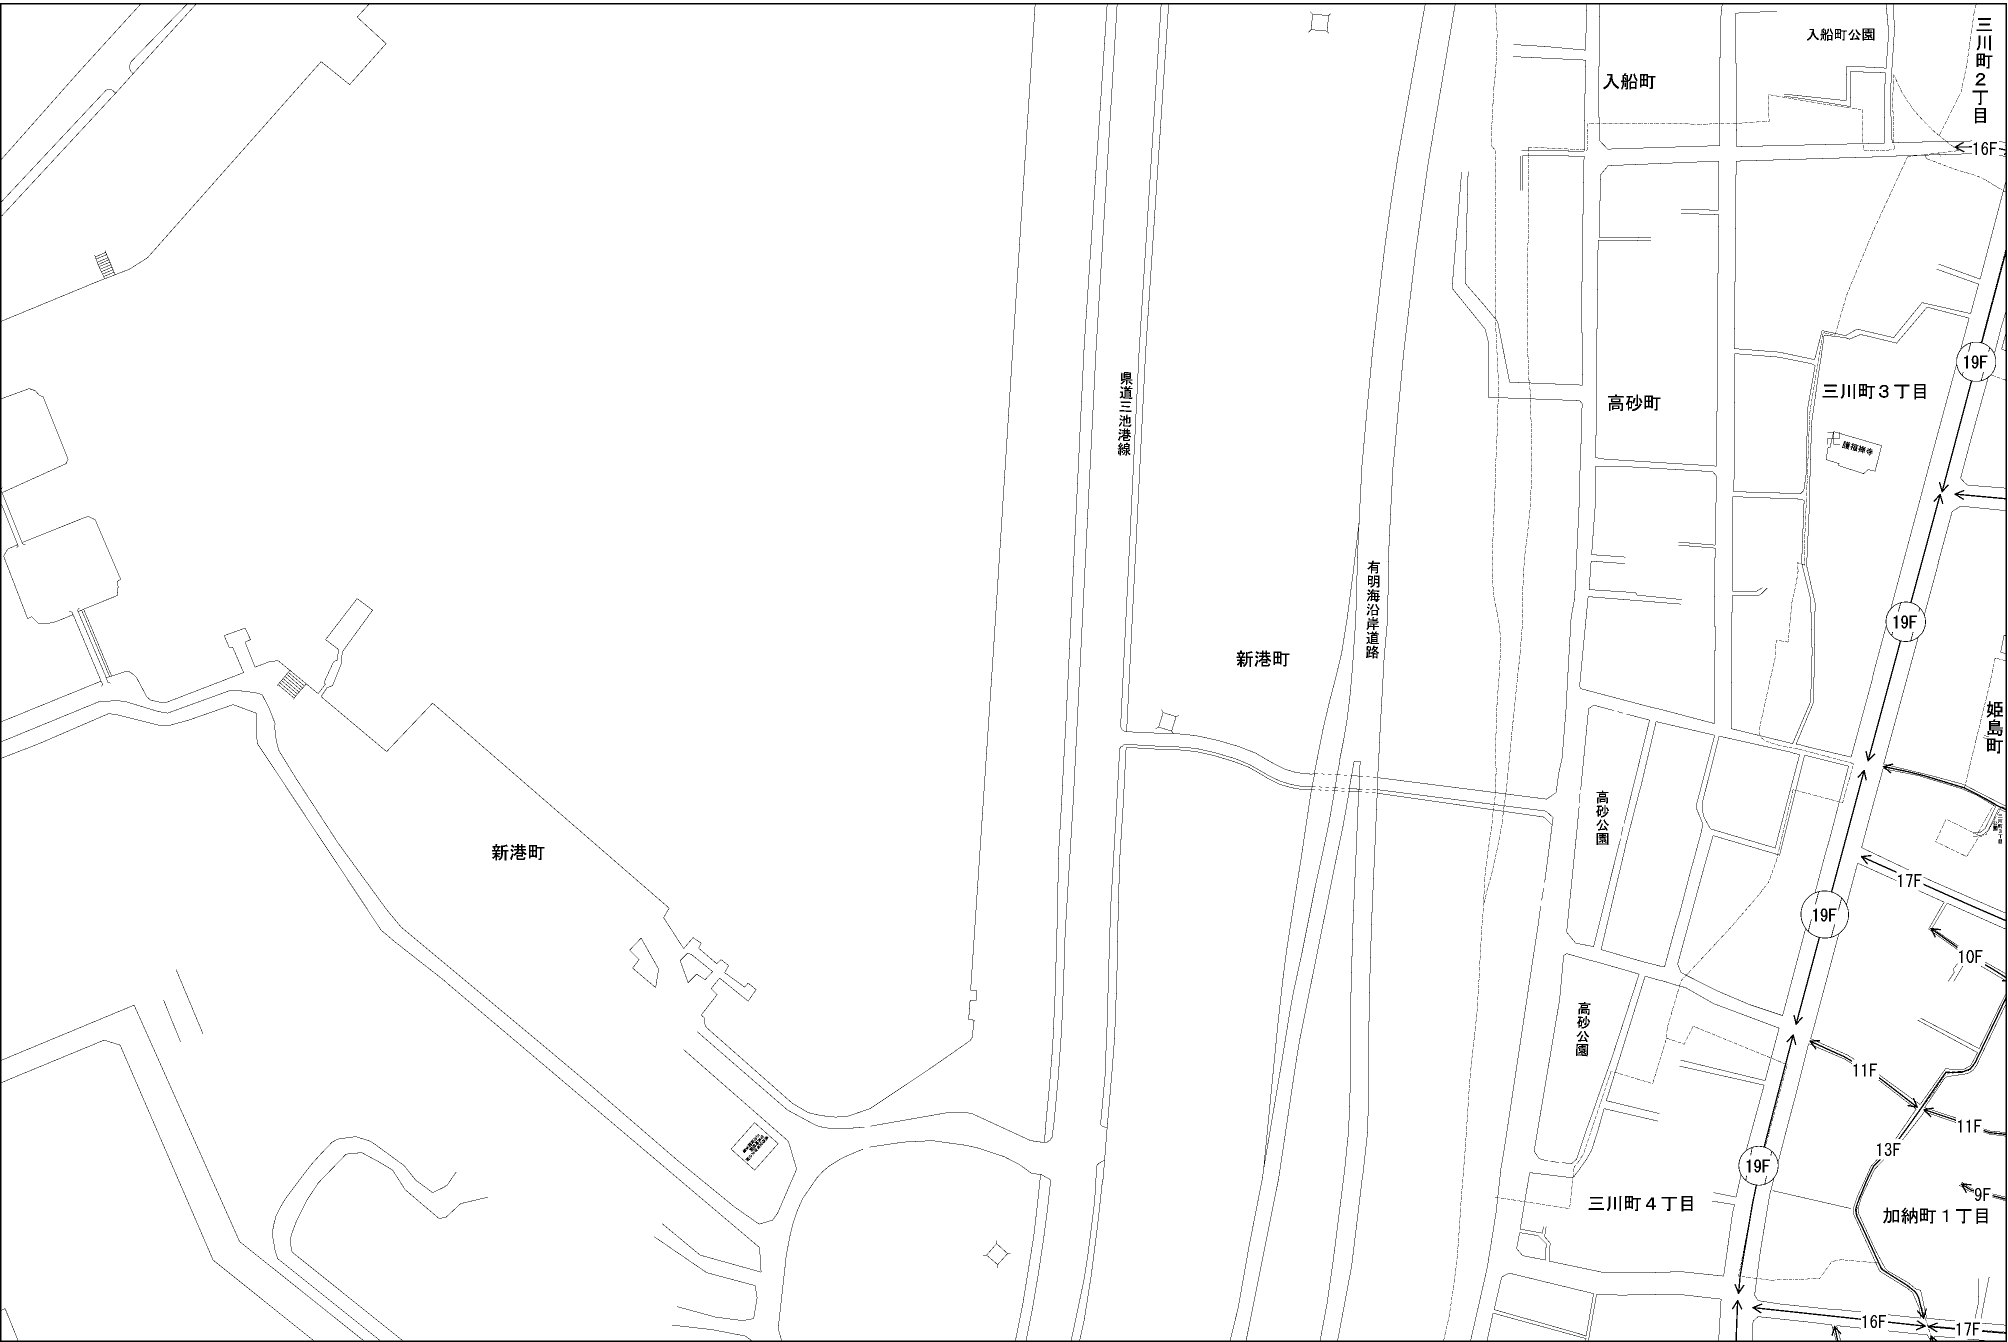 入船町公園
三川町２丁目
入船町
16F
19F
県道三池港線
高砂町
三川町３丁目
護福禅寺
有明海沿岸道路
19F
新港町
姫島町
高砂公園
新港町
17F
19F
10F
高砂公園
11F
11F
13F
19F
9F
三川町４丁目
加納町１丁目
16F
17F